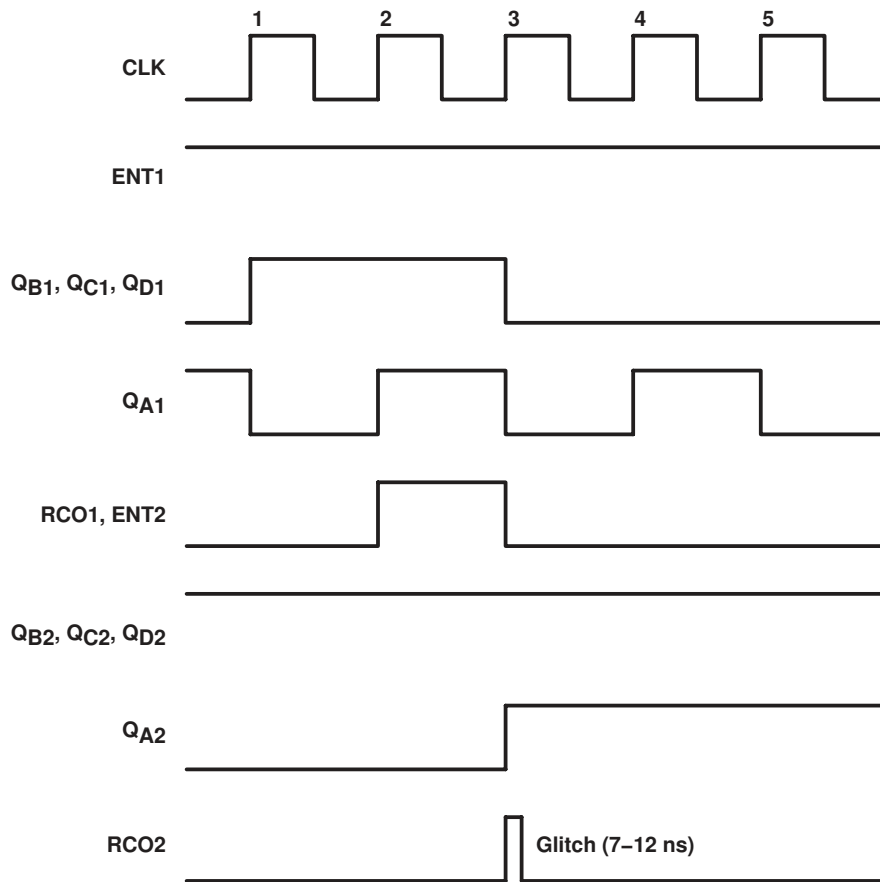 1 2 3 4 5
CLK
ENT1
QB1, QC1, QD1
QA1
RCO1, ENT2
QB2, QC2, QD2
QA2
RCO2
Glitch (7–12 ns)